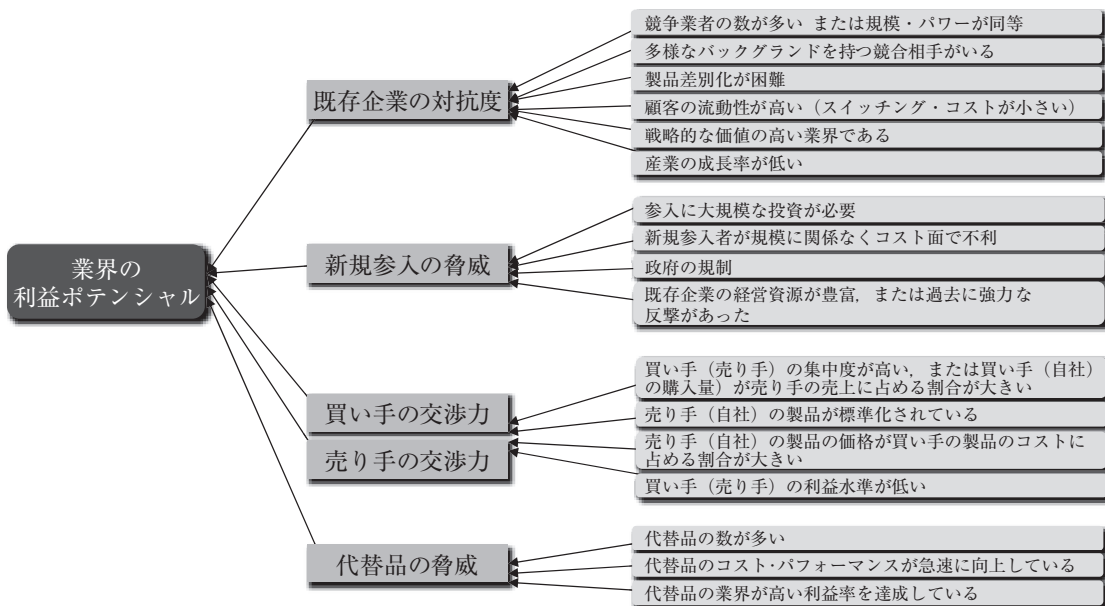 業界の
利益ポテンシャル
既存企業の対抗度
競争業者の数が多い または規模・パワーが同等
多様なバックグランドを持つ競合相手がいる
製品差別化が困難
顧客の流動性が高い（スイッチング・コストが小さい）
戦略的な価値の高い業界である
産業の成長率が低い
新規参入の脅威
参入に大規模な投資が必要
新規参入者が規模に関係なくコスト面で不利
政府の規制
既存企業の経営資源が豊富，または過去に強力な
反撃があった
買い手の交渉力
売り手の交渉力
買い手（売り手）の集中度が高い，または買い手（自社）
の購入量）が売り手の売上に占める割合が大きい
売り手（自社）の製品が標準化されている
売り手（自社）の製品の価格が買い手の製品のコストに
占める割合が大きい
買い手（売り手）の利益水準が低い
代替品の脅威
代替品の数が多い
代替品のコスト・パフォーマンスが急速に向上している
代替品の業界が高い利益率を達成している